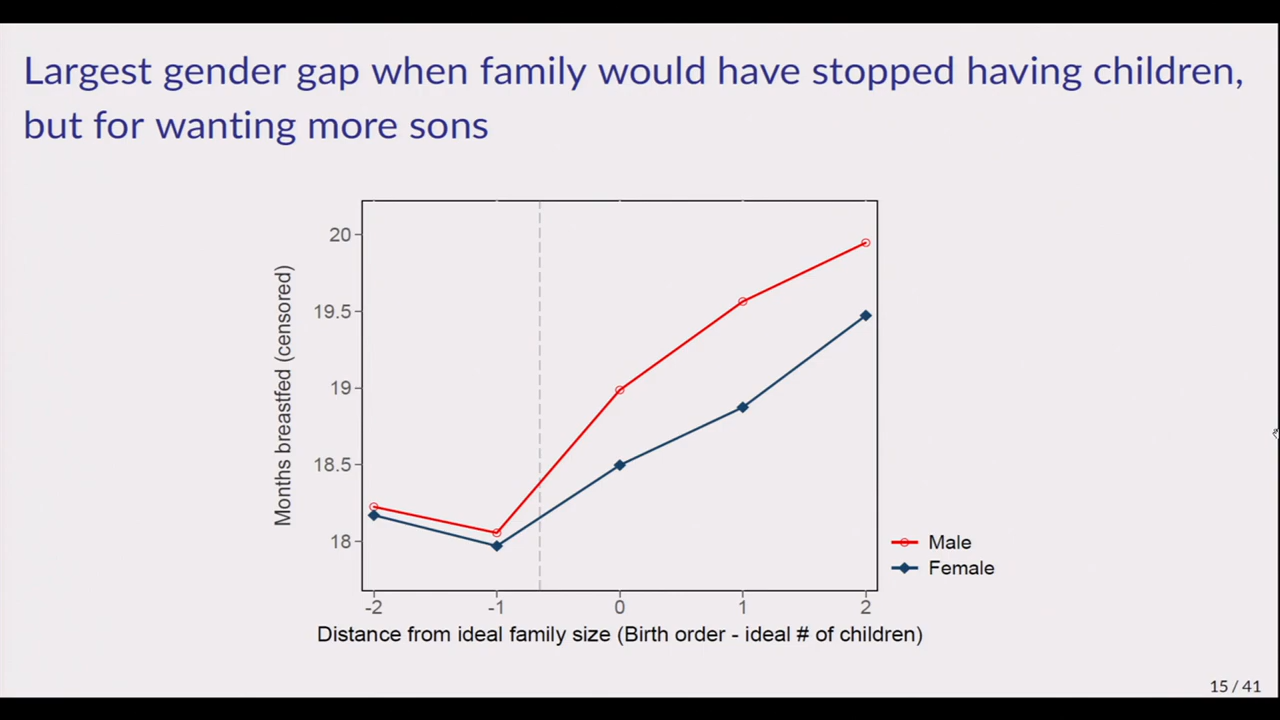 Largest gender gap when family would have stopped having children,
but for wanting more sons
20
19.5
19
18.5
18
Months breastfed (censored)
-2 -1 0 1 2
Distance from ideal family size (Birth order - ideal # of children)
Male
Female
15 / 41